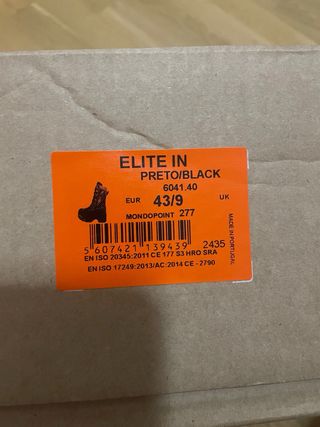 ELITE IN
PRETO/BLACK
6041.40
EUR 43/9 UK
MONDOPOINT 277
5 607421 139439 2435
EN ISO 20345:2011 CE 177 S3 HRO SRA
EN ISO 17249:2013/AC:2014 CE - 2790
MADE IN PORTUGAL